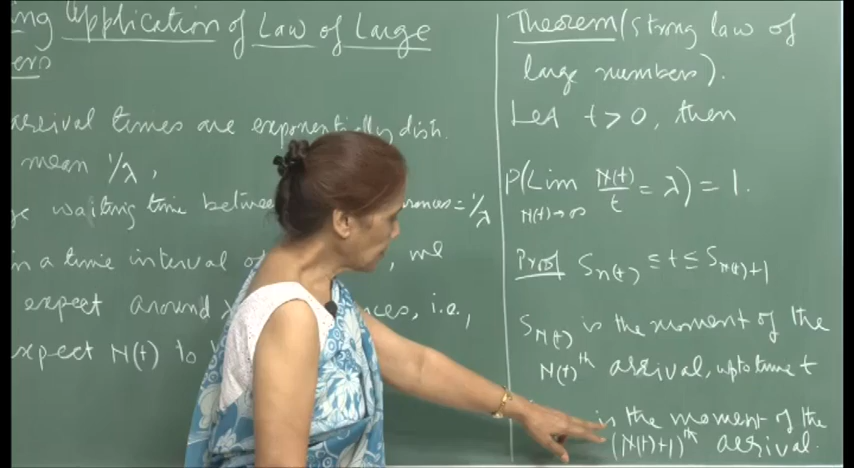 ing Application of Law of Large
ers
arrival times are exponentially dist.
mean 1/λ,
waiting time between = 1/λ
in a time interval of , we
expect around i.e.,
expect N(t) to
Theorem (strong law of
large numbers).
Let t > 0, then
P(Lim N(t)/t = λ) = 1.
N(t) → ∞
Proof S_n(t) ≤ t ≤ S_N(t)+1
S_N(t) is the moment of the
N(t)th arrival, upto time t
is the moment of the
(N(t)+1)th arrival.